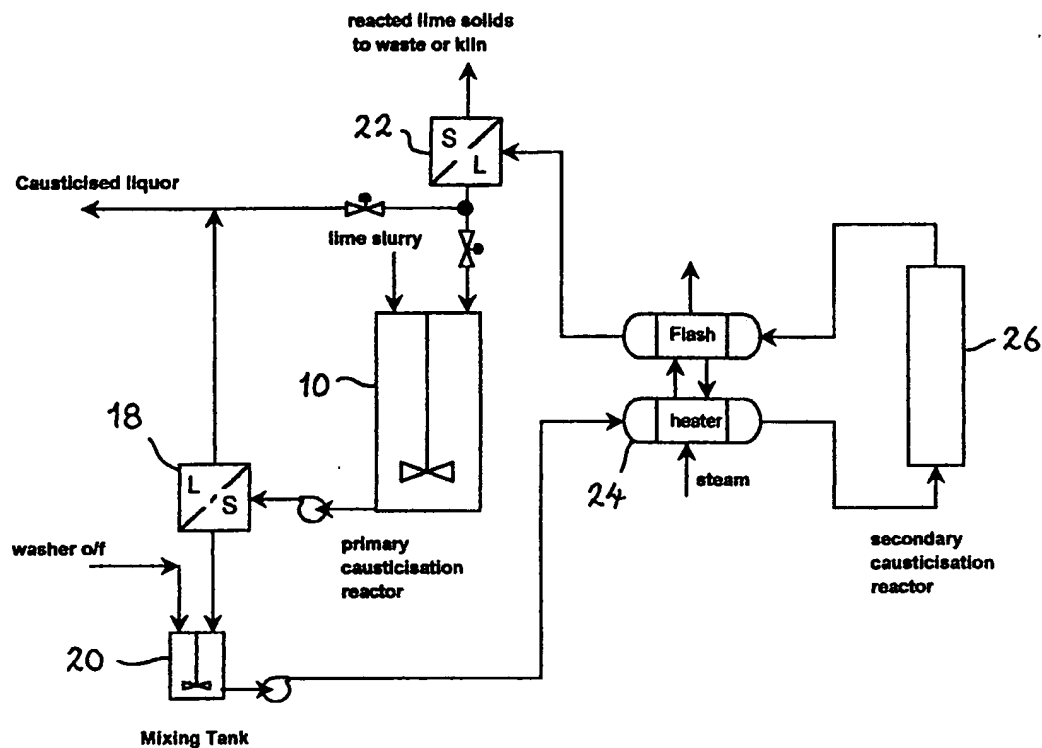 reacted lime solids
to waste or kiln
22
S
L
Causticised liquor
lime slurry
Flash
26
10
heater
18
24
steam
L
S
washer o/f
primary
causticisation
reactor
secondary
causticisation
reactor
20
Mixing Tank